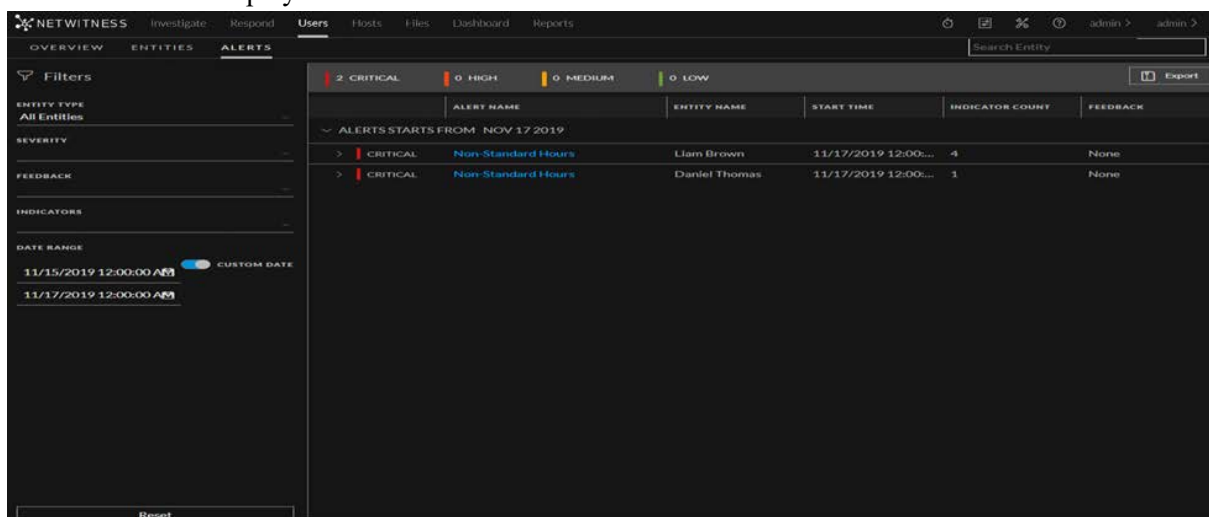 NETWITNESS Investigate Respond Users Hosts Files Dashboard Reports admin > admin >
OVERVIEW ENTITIES ALERTS Search Entity
Filters
ENTITY TYPE
All Entities
SEVERITY
FEEDBACK
INDICATORS
DATE RANGE
11/15/2019 12:00:00 AM CUSTOM DATE
11/17/2019 12:00:00 AM
Reset
2 CRITICAL 0 HIGH 0 MEDIUM 0 LOW Export
ALERT NAME ENTITY NAME START TIME INDICATOR COUNT FEEDBACK
ALERTS STARTS FROM NOV 17 2019
> CRITICAL Non-Standard Hours Liam Brown 11/17/2019 12:00:... 4 None
> CRITICAL Non-Standard Hours Daniel Thomas 11/17/2019 12:00:... 1 None